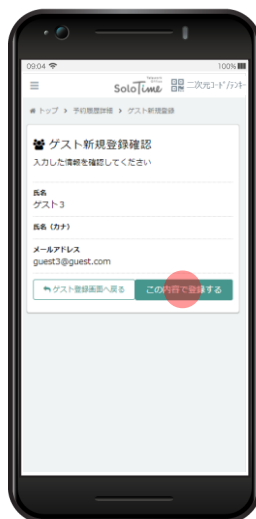 09:04 100%
SoloTime 二次元コード/テンキー
トップ > 予約履歴詳細 > ゲスト新規登録
ゲスト新規登録確認
入力した情報を確認してください
氏名
ゲスト3
氏名（カナ）
メールアドレス
guest3@guest.com
ゲスト登録画面へ戻る この内容で登録する